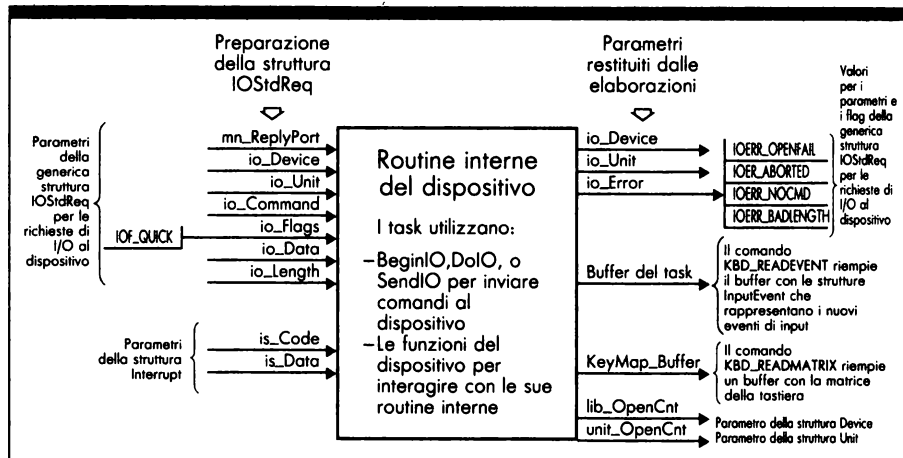 Preparazione
della struttura
IOStdReq
Parametri
restituiti dalle
elaborazioni
Valori
per i
parametri e
i flag della
generica
struttura
IOStdReq
per le
richieste di
I/O al
dispositivo
Parametri
della
generica
struttura
IOStdReq
per le
richieste di
I/O al
dispositivo
IOF_QUICK
mn_ReplyPort
io_Device
io_Unit
io_Command
io_Flags
io_Data
io_Length
Parametri
della struttura
Interrupt
is_Code
is_Data
Routine interne
del dispositivo
I task utilizzano:
–BeginIO,DoIO, o
SendIO per inviare
comandi al
dispositivo
–Le funzioni del
dispositivo per
interagire con le sue
routine interne
io_Device
io_Unit
io_Error
IOERR_OPENFAIL
IOER_ABORTED
IOERR_NOCMD
IOERR_BADLENGTH
Buffer del task
Il comando
KBD_READEVENT riempie
il buffer con le strutture
InputEvent che
rappresentano i nuovi
eventi di input
KeyMap_Buffer
Il comando
KBD_READMATRIX riempie
un buffer con la matrice
della tastiera
lib_OpenCnt
Parametro della struttura Device
unit_OpenCnt
Parametro della struttura Unit